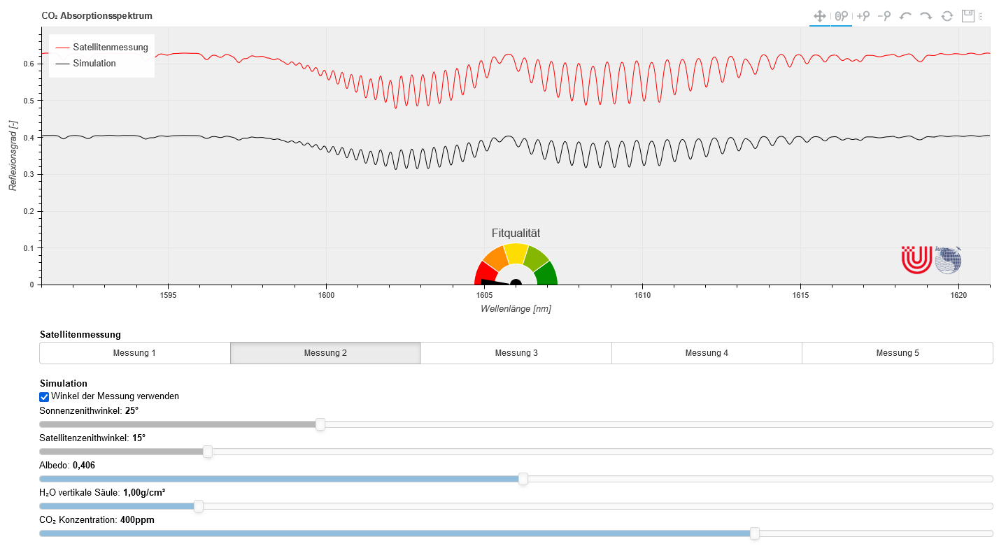 CO₂ Absorptionsspektrum
Satellitenmessung
Simulation
Reflexionsgrad [-]
0.6
0.5
0.4
0.3
0.2
0.1
0
Fitqualität
iup
1595
1600
1605
1610
1615
1620
Wellenlänge [nm]
Satellitenmessung
Messung 1
Messung 2
Messung 3
Messung 4
Messung 5
Simulation
Winkel der Messung verwenden
Sonnenzenithwinkel: 25°
Satellitenzenithwinkel: 15°
Albedo: 0,406
H₂O vertikale Säule: 1,00g/cm²
CO₂ Konzentration: 400ppm